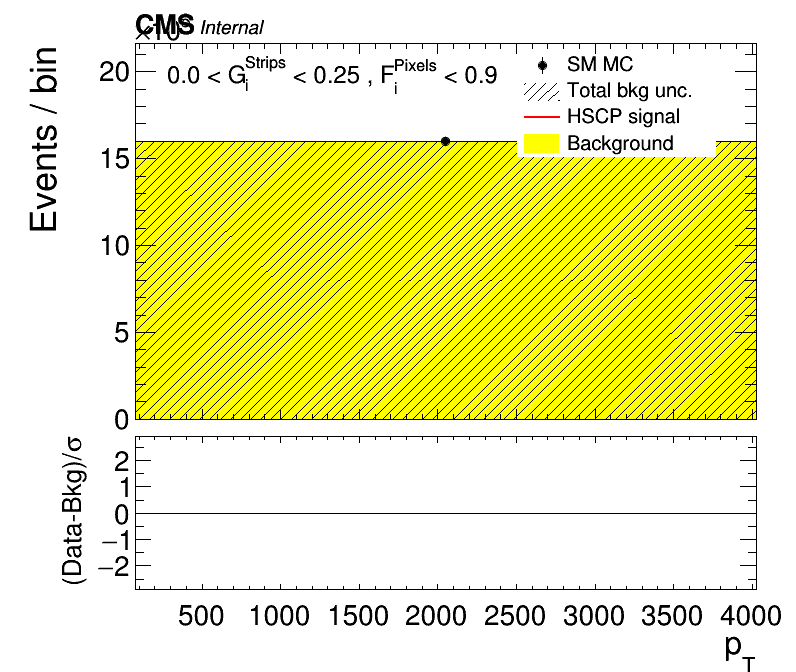 CMS Internal
×10
Events / bin
0.0 < G_i^Strips < 0.25 , F_i^Pixels < 0.9
SM MC
Total bkg unc.
HSCP signal
Background
20
15
10
5
0
(Data-Bkg)/σ
2
1
0
−1
−2
500 1000 1500 2000 2500 3000 3500 4000
p_T